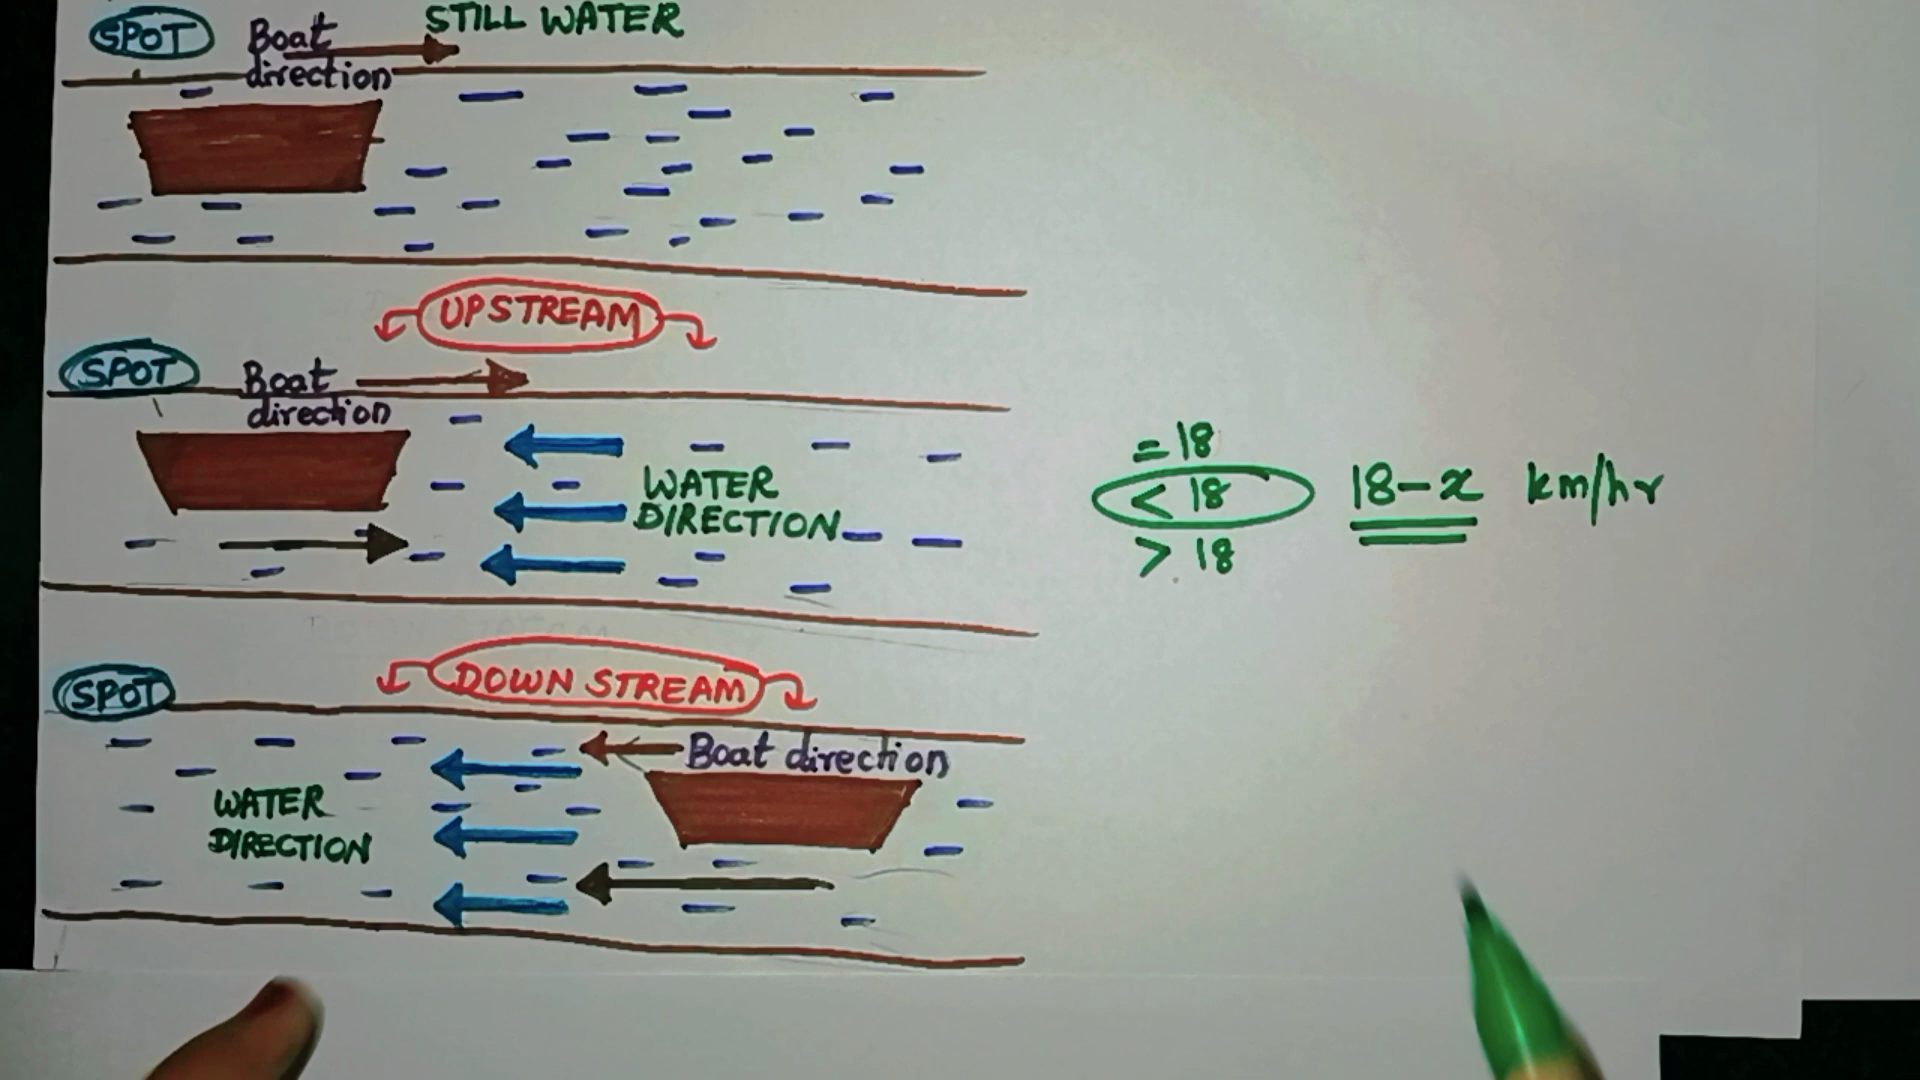 SPOT
Boat
direction
STILL WATER
UPSTREAM
SPOT
Boat
direction
WATER
DIRECTION
= 18
< 18
> 18
18-x km/hr
DOWN STREAM
SPOT
Boat direction
WATER
DIRECTION